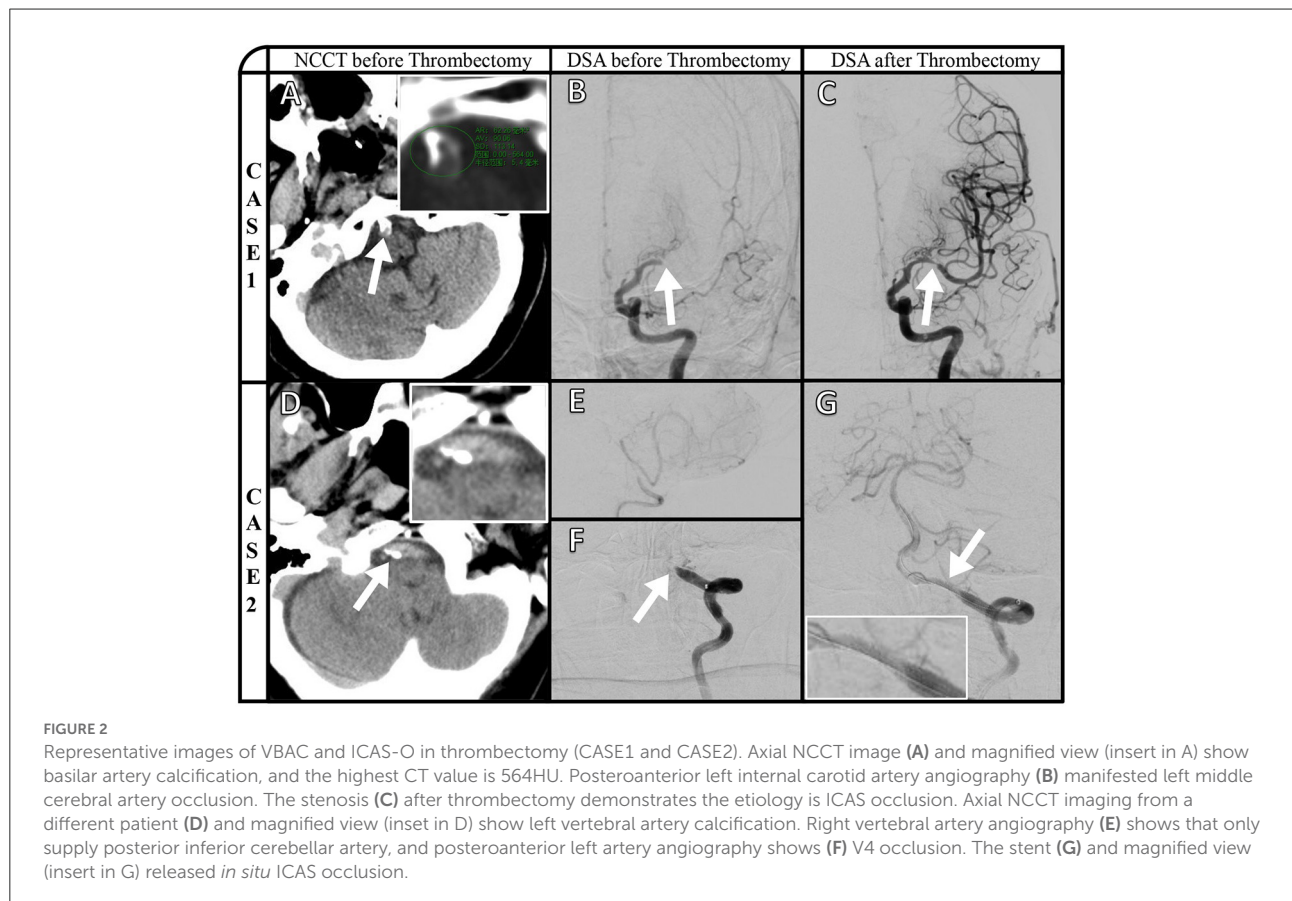 NCCT before Thrombectomy
DSA before Thrombectomy
DSA after Thrombectomy
CASE1
A
B
C
CASE2
D
E
F
G
FIGURE 2
Representative images of VBAC and ICAS-O in thrombectomy (CASE1 and CASE2). Axial NCCT image (A) and magnified view (insert in A) show
basilar artery calcification, and the highest CT value is 564HU. Posteroanterior left internal carotid artery angiography (B) manifested left middle
cerebral artery occlusion. The stenosis (C) after thrombectomy demonstrates the etiology is ICAS occlusion. Axial NCCT imaging from a
different patient (D) and magnified view (inset in D) show left vertebral artery calcification. Right vertebral artery angiography (E) shows that only
supply posterior inferior cerebellar artery, and posteroanterior left artery angiography shows (F) V4 occlusion. The stent (G) and magnified view
(insert in G) released in situ ICAS occlusion.